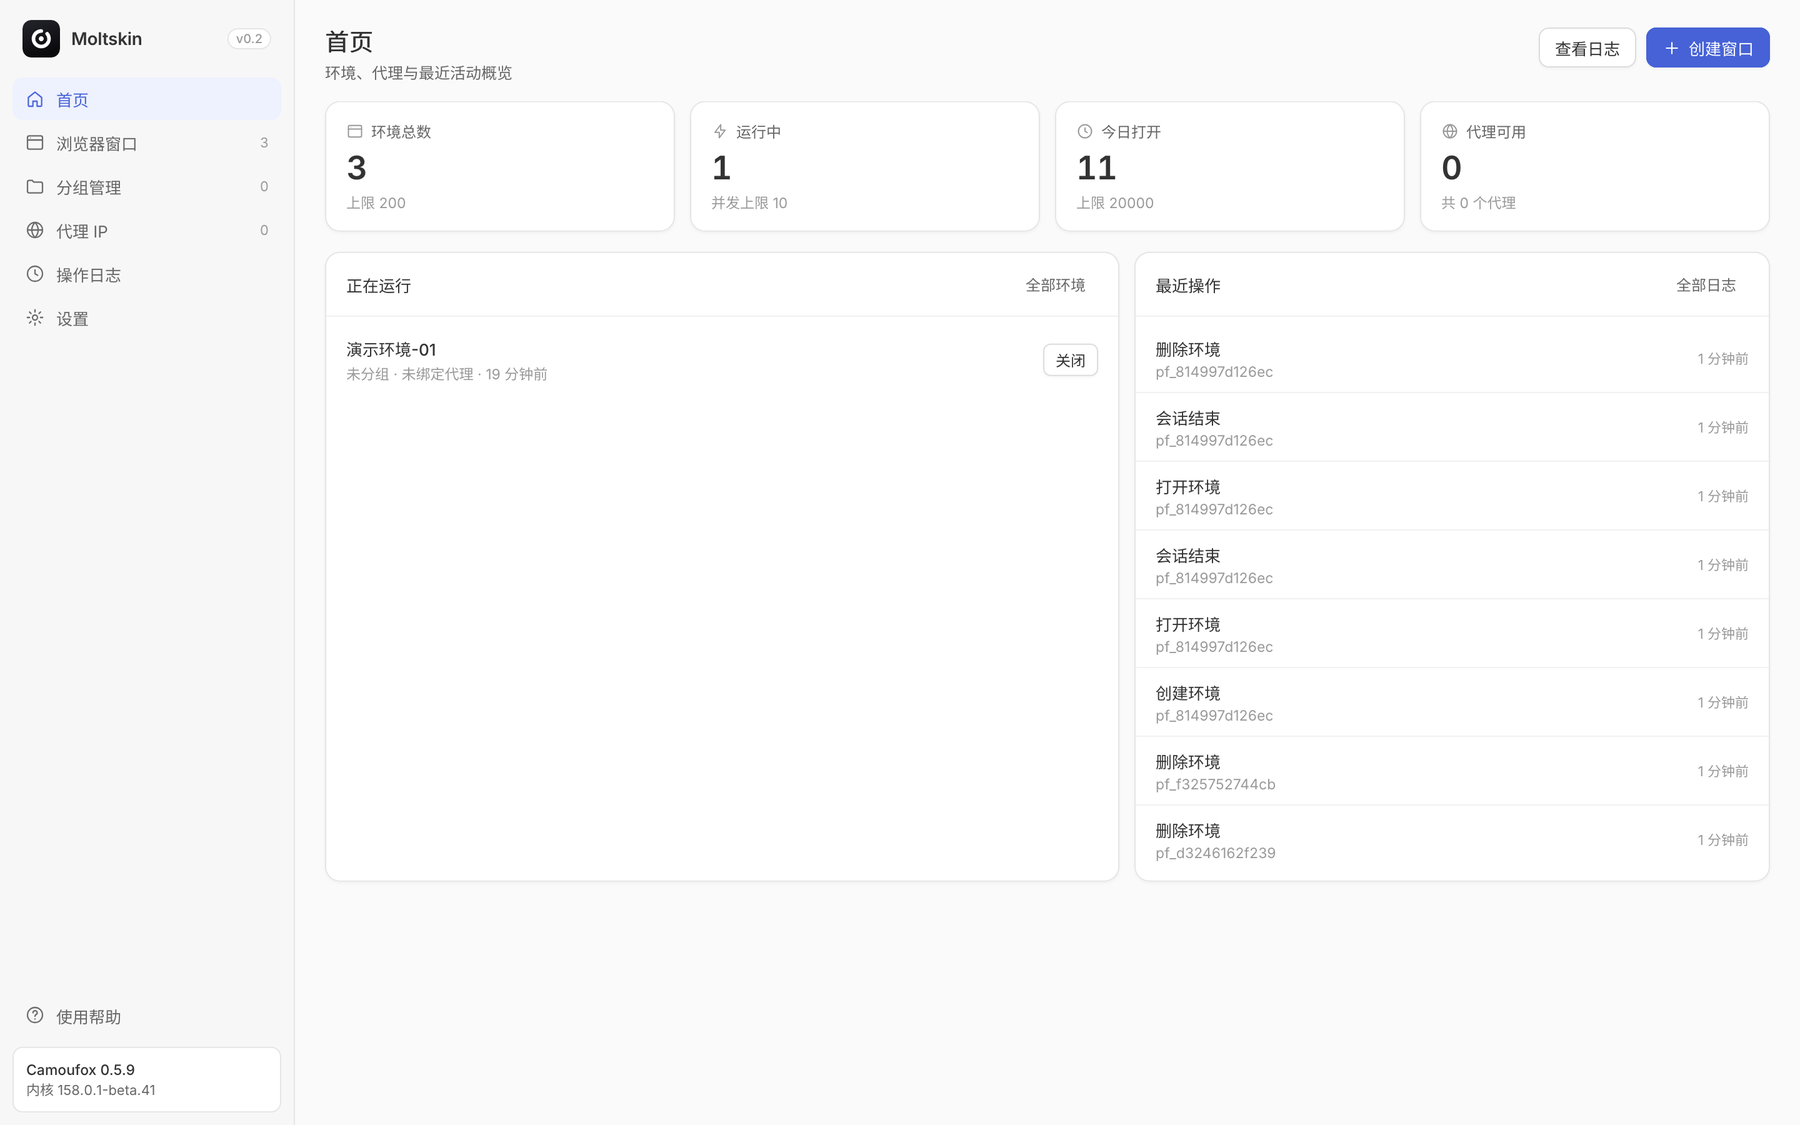 Moltskin
v0.2
首页
浏览器窗口
3
分组管理
0
代理 IP
0
操作日志
设置
使用帮助
Camoufox 0.5.9
内核 158.0.1-beta.41
首页
环境、代理与最近活动概览
查看日志
创建窗口
环境总数
3
上限 200
运行中
1
并发上限 10
今日打开
11
上限 20000
代理可用
0
共 0 个代理
正在运行
全部环境
演示环境-01
未分组 · 未绑定代理 · 19 分钟前
关闭
最近操作
全部日志
删除环境
pf_814997d126ec
1 分钟前
会话结束
pf_814997d126ec
1 分钟前
打开环境
pf_814997d126ec
1 分钟前
会话结束
pf_814997d126ec
1 分钟前
打开环境
pf_814997d126ec
1 分钟前
创建环境
pf_814997d126ec
1 分钟前
删除环境
pf_f325752744cb
1 分钟前
删除环境
pf_d3246162f239
1 分钟前